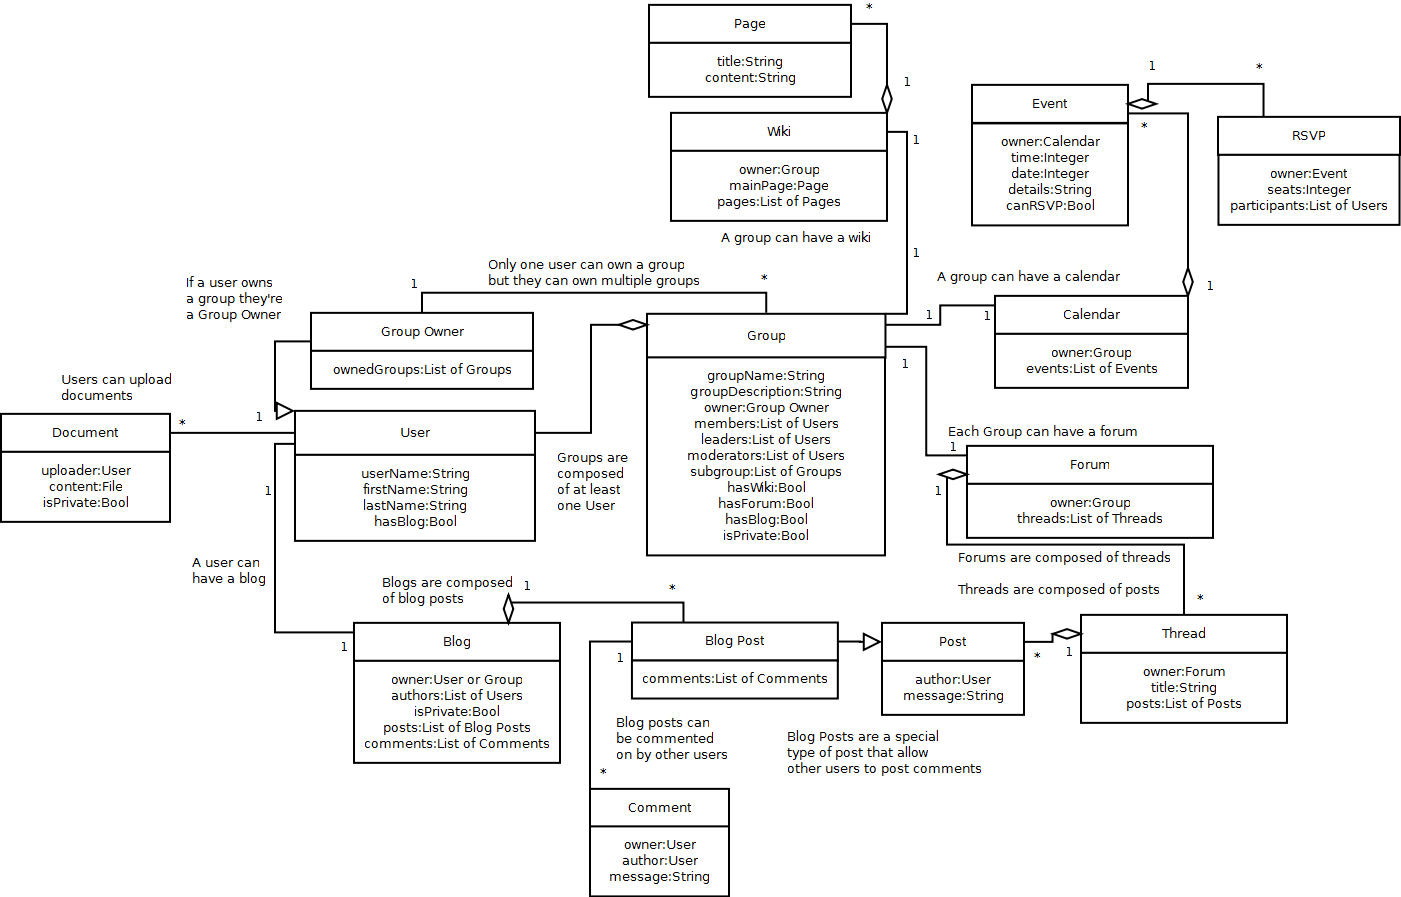 Page
title:String
content:String
*
1
Wiki
owner:Group
mainPage:Page
pages:List of Pages
1
1
A group can have a wiki
Event
owner:Calendar
time:Integer
date:Integer
details:String
canRSVP:Bool
1
*
*
RSVP
owner:Event
seats:Integer
participants:List of Users
A group can have a calendar
1
1
1
Calendar
owner:Group
events:List of Events
If a user owns
a group they're
a Group Owner
1
Only one user can own a group
but they can own multiple groups
*
Group Owner
ownedGroups:List of Groups
Group
groupName:String
groupDescription:String
owner:Group Owner
members:List of Users
leaders:List of Users
moderators:List of Users
subgroup:List of Groups
hasWiki:Bool
hasForum:Bool
hasBlog:Bool
isPrivate:Bool
Users can upload
documents
*
1
Document
uploader:User
content:File
isPrivate:Bool
User
userName:String
firstName:String
lastName:String
hasBlog:Bool
Groups are
composed
of at least
one User
1
Each Group can have a forum
1
1
Forum
owner:Group
threads:List of Threads
Forums are composed of threads
Threads are composed of posts
*
1
A user can
have a blog
1
Blogs are composed
of blog posts
1
*
Blog
owner:User or Group
authors:List of Users
isPrivate:Bool
posts:List of Blog Posts
comments:List of Comments
Blog Post
comments:List of Comments
1
Blog posts can
be commented
on by other users
*
Post
author:User
message:String
*
1
Thread
owner:Forum
title:String
posts:List of Posts
Blog Posts are a special
type of post that allow
other users to post comments
Comment
owner:User
author:User
message:String